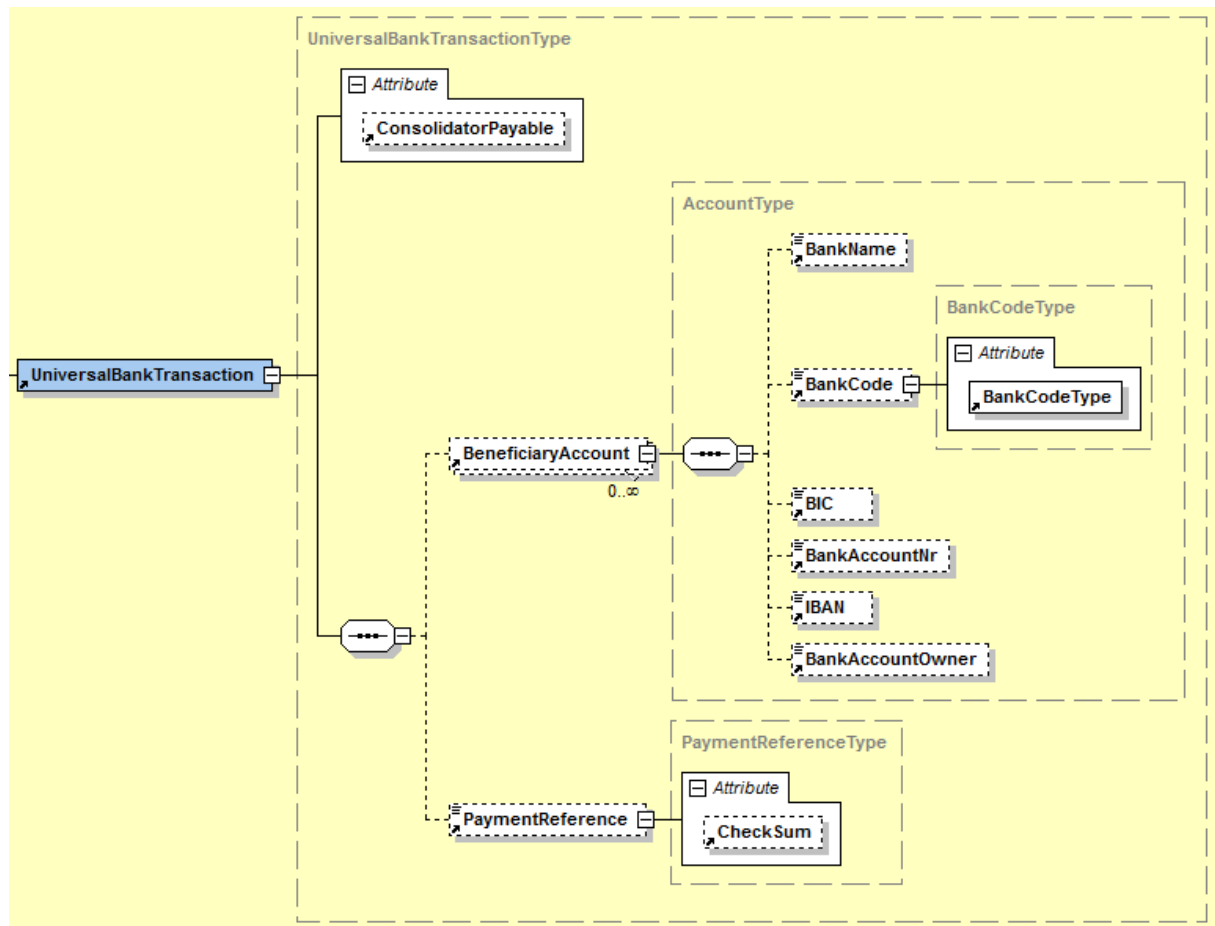 UniversalBankTransactionType
Attribute
ConsolidatorPayable
AccountType
BankName
BankCodeType
Attribute
BankCode
BankCodeType
UniversalBankTransaction
BeneficiaryAccount
0..∞
BIC
BankAccountNr
IBAN
BankAccountOwner
PaymentReferenceType
Attribute
PaymentReference
CheckSum